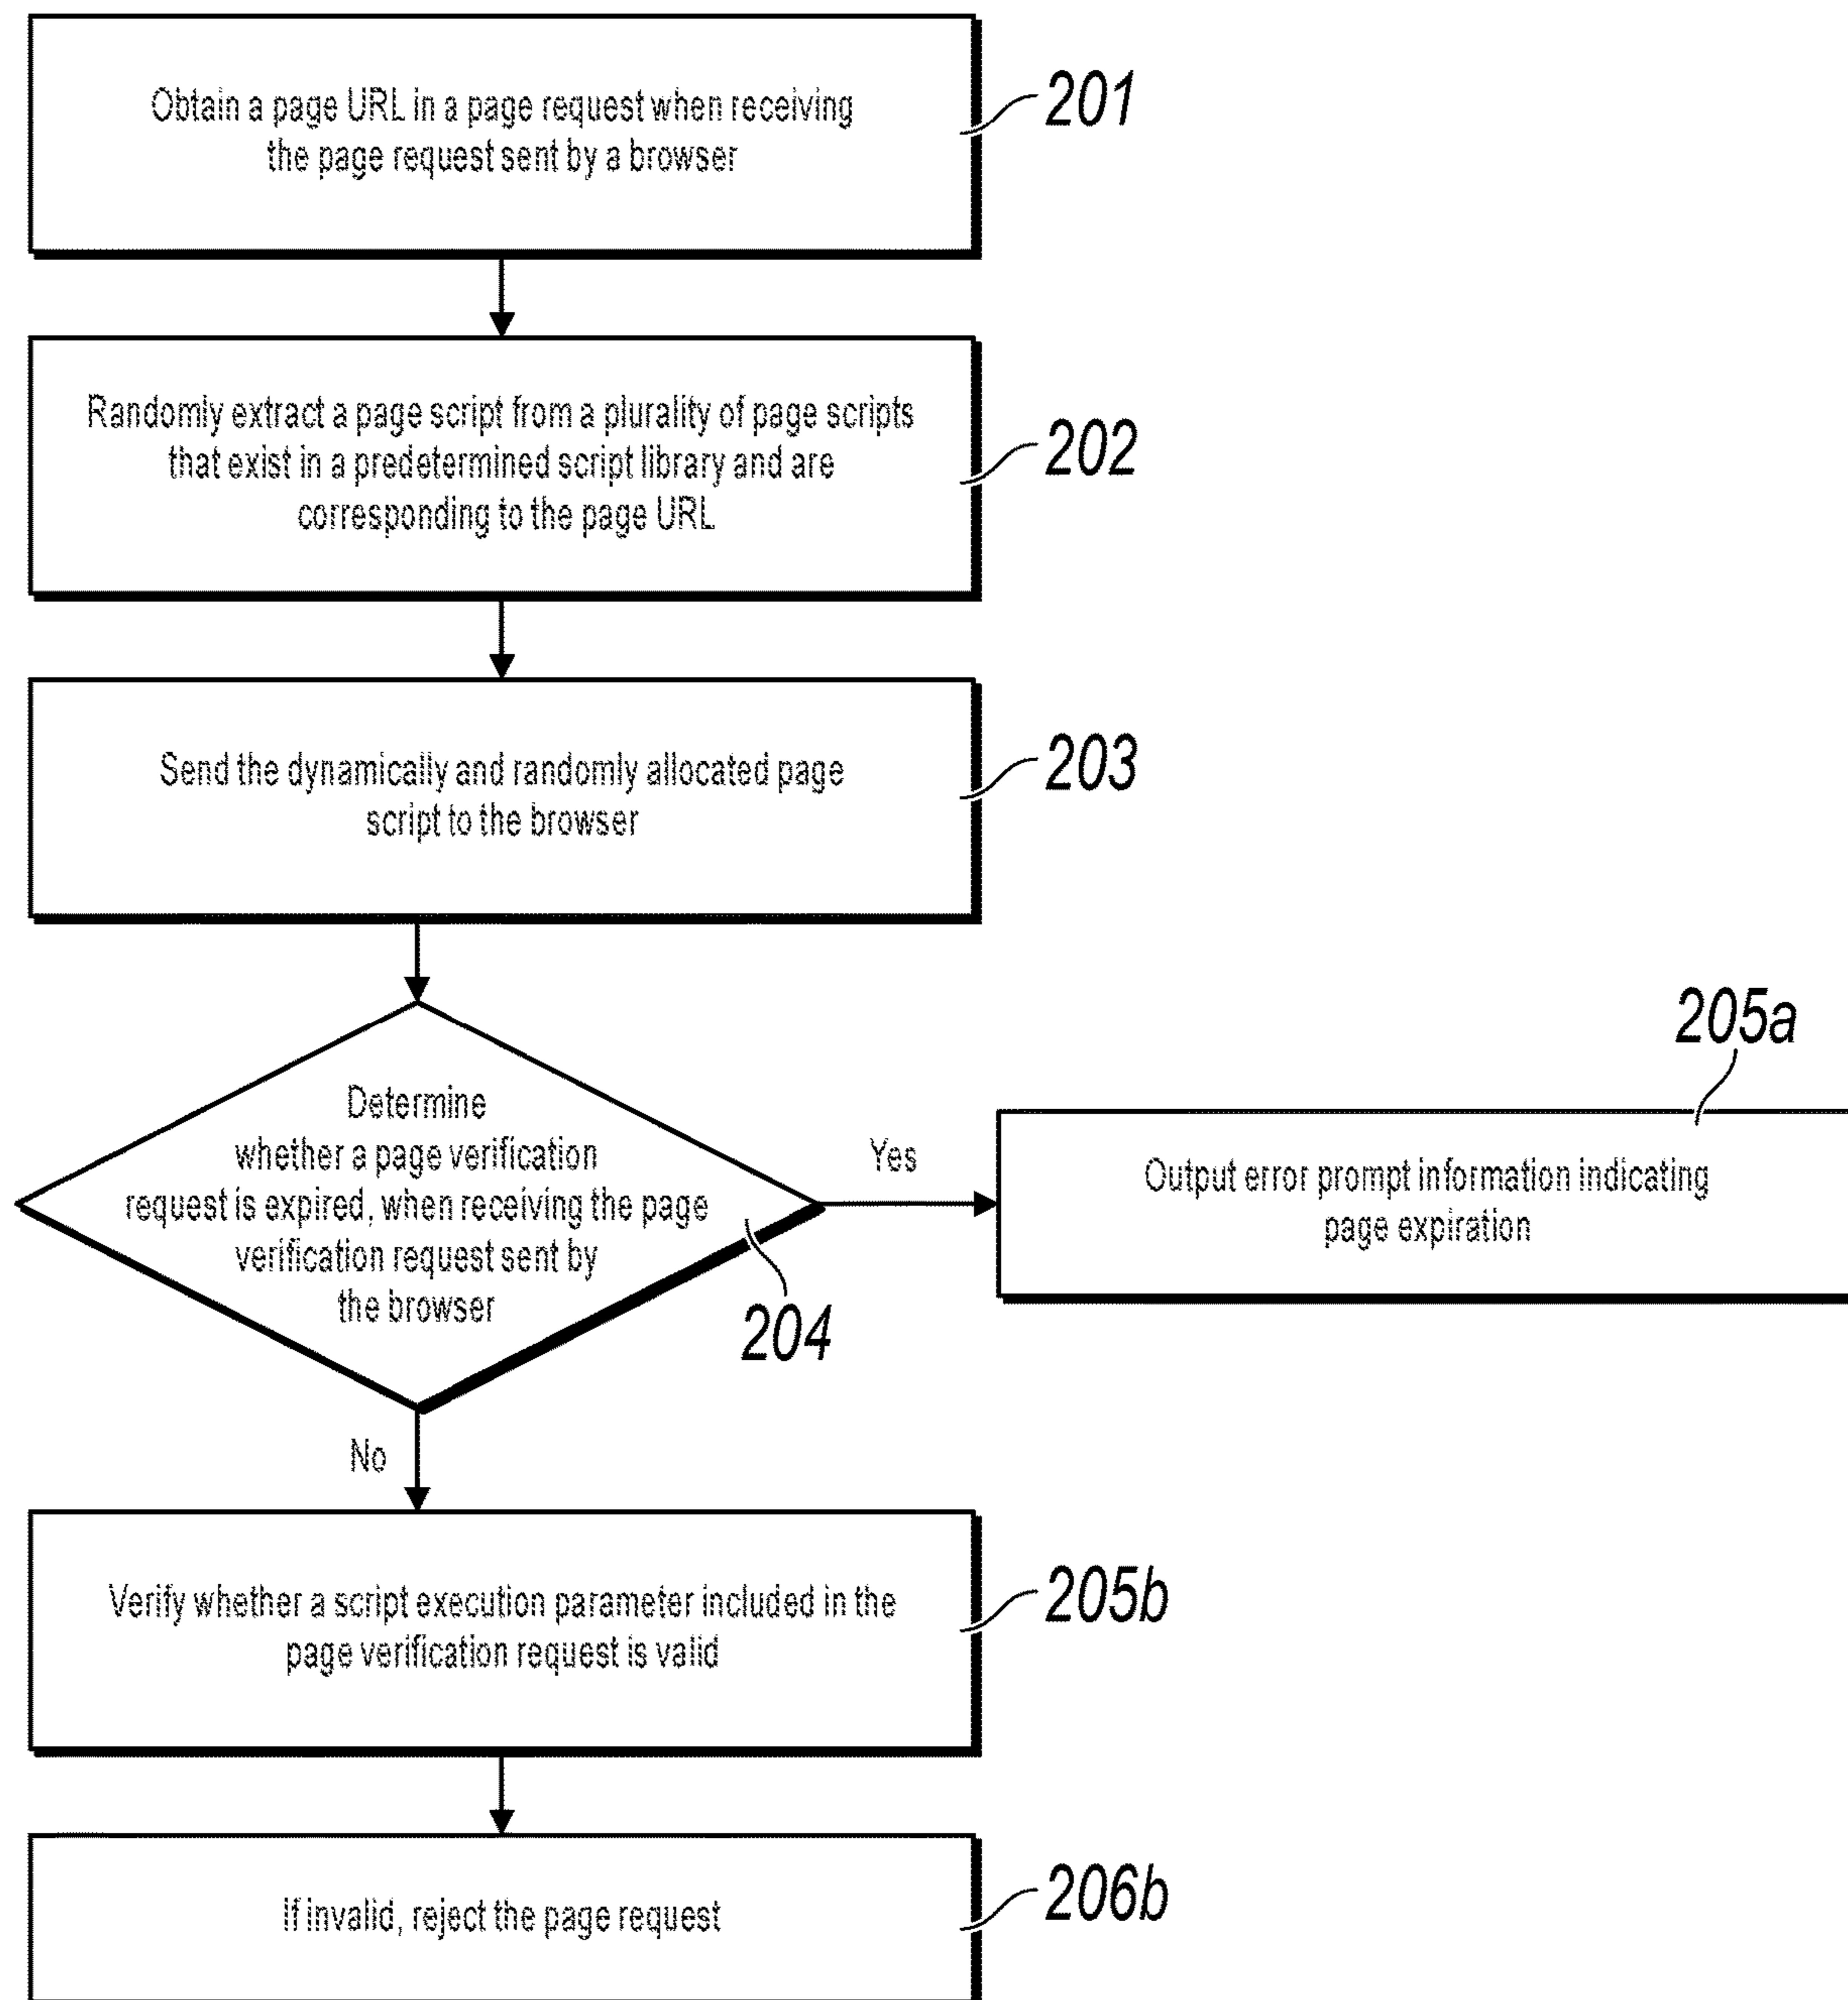 Obtain a page URL in a page request when receiving
the page request sent by a browser
201
Randomly extract a page script from a plurality of page scripts
that exist in a predetermined script library and are
corresponding to the page URL
202
Send the dynamically and randomly allocated page
script to the browser
203
Determine
whether a page verification
request is expired, when receiving the page
verification request sent by
the browser
204
Yes
205a
Output error prompt information indicating
page expiration
No
Verify whether a script execution parameter included in the
page verification request is valid
205b
If invalid, reject the page request
206b